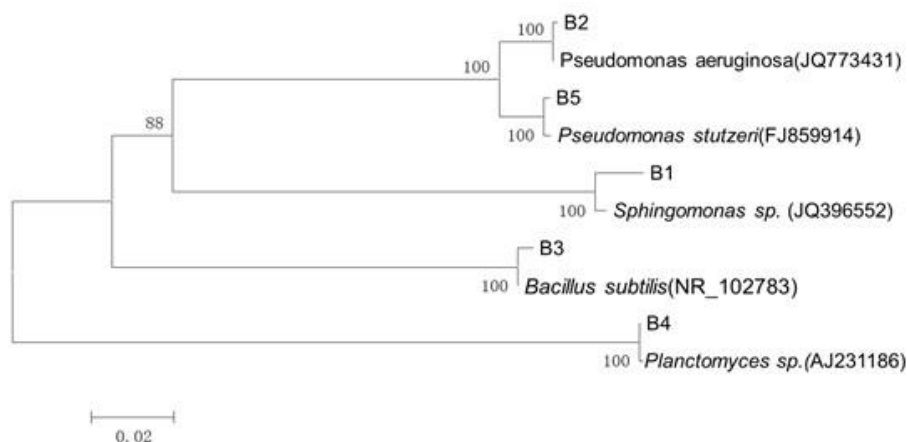 100
B2
Pseudomonas aeruginosa(JQ773431)
100
B5
100
Pseudomonas stutzeri(FJ859914)
88
B1
100
Sphingomonas sp. (JQ396552)
B3
100
Bacillus subtilis(NR_102783)
B4
100
Planctomyces sp.(AJ231186)
0.02